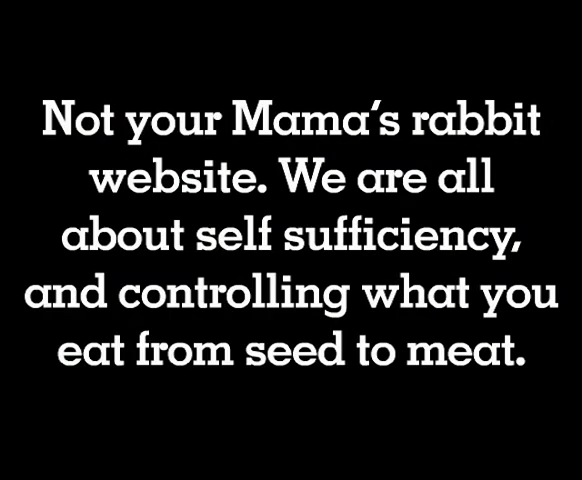 Not your Mama's rabbit
website. We are all
about self sufficiency,
and controlling what you
eat from seed to meat.